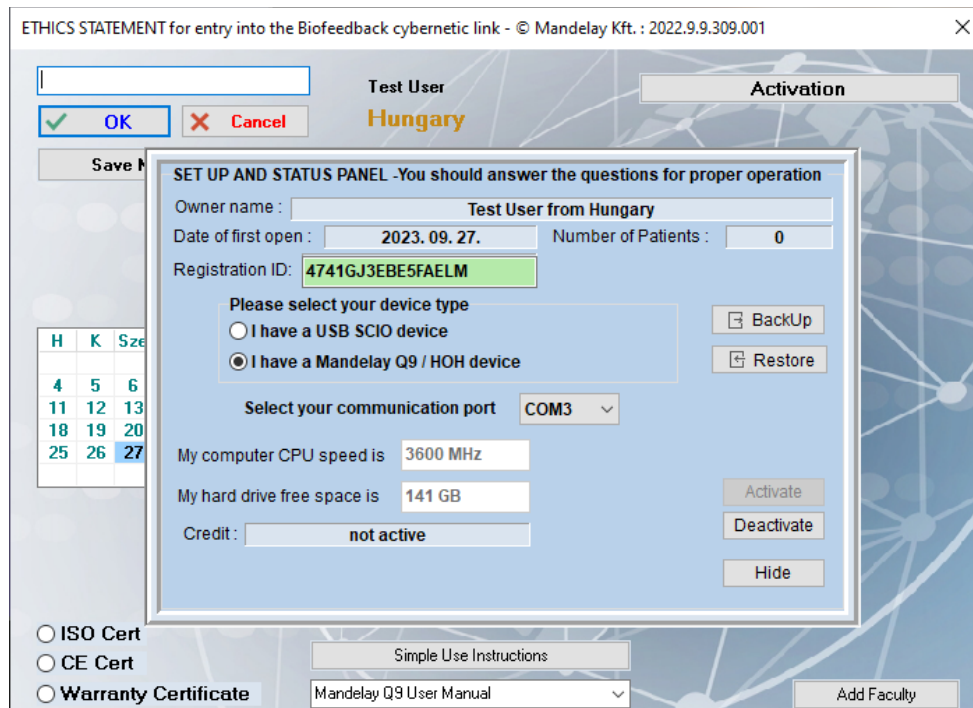 ETHICS STATEMENT for entry into the Biofeedback cybernetic link - © Mandelay Kft. : 2022.9.9.309.001
Test User
Activation
OK
Cancel
Hungary
Save
SET UP AND STATUS PANEL -You should answer the questions for proper operation
Owner name :
Test User from Hungary
Date of first open :
2023. 09. 27.
Number of Patients :
0
Registration ID:
4741GJ3EBE5FAELM
Please select your device type
I have a USB SCIO device
I have a Mandelay Q9 / HOH device
BackUp
Restore
Select your communication port
COM3
H K Sze
4 5 6
11 12 13
18 19 20
25 26 27
My computer CPU speed is
3600 MHz
My hard drive free space is
141 GB
Credit :
not active
Activate
Deactivate
Hide
ISO Cert
CE Cert
Warranty Certificate
Simple Use Instructions
Mandelay Q9 User Manual
Add Faculty